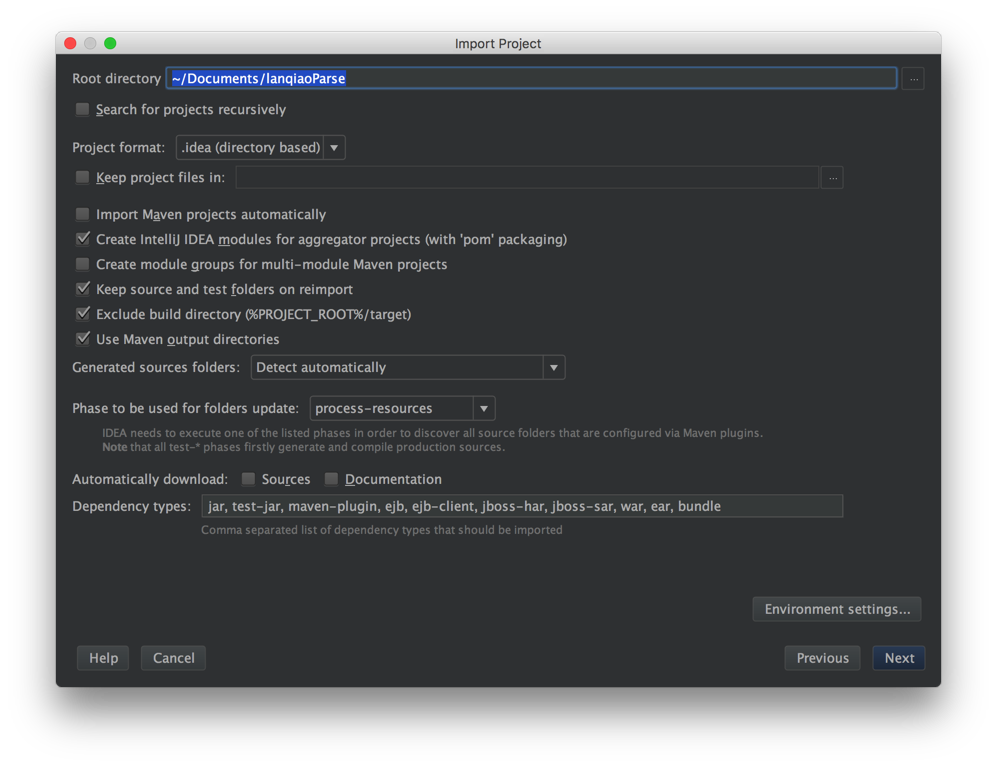 Import Project
Root directory ~/Documents/lanqiaoParse ...
Search for projects recursively
Project format: .idea (directory based)
Keep project files in: ...
Import Maven projects automatically
Create IntelliJ IDEA modules for aggregator projects (with 'pom' packaging)
Create module groups for multi-module Maven projects
Keep source and test folders on reimport
Exclude build directory (%PROJECT_ROOT%/target)
Use Maven output directories
Generated sources folders: Detect automatically
Phase to be used for folders update: process-resources
IDEA needs to execute one of the listed phases in order to discover all source folders that are configured via Maven plugins.
Note that all test-* phases firstly generate and compile production sources.
Automatically download: Sources Documentation
Dependency types: jar, test-jar, maven-plugin, ejb, ejb-client, jboss-har, jboss-sar, war, ear, bundle
Comma separated list of dependency types that should be imported
Environment settings...
Help Cancel Previous Next